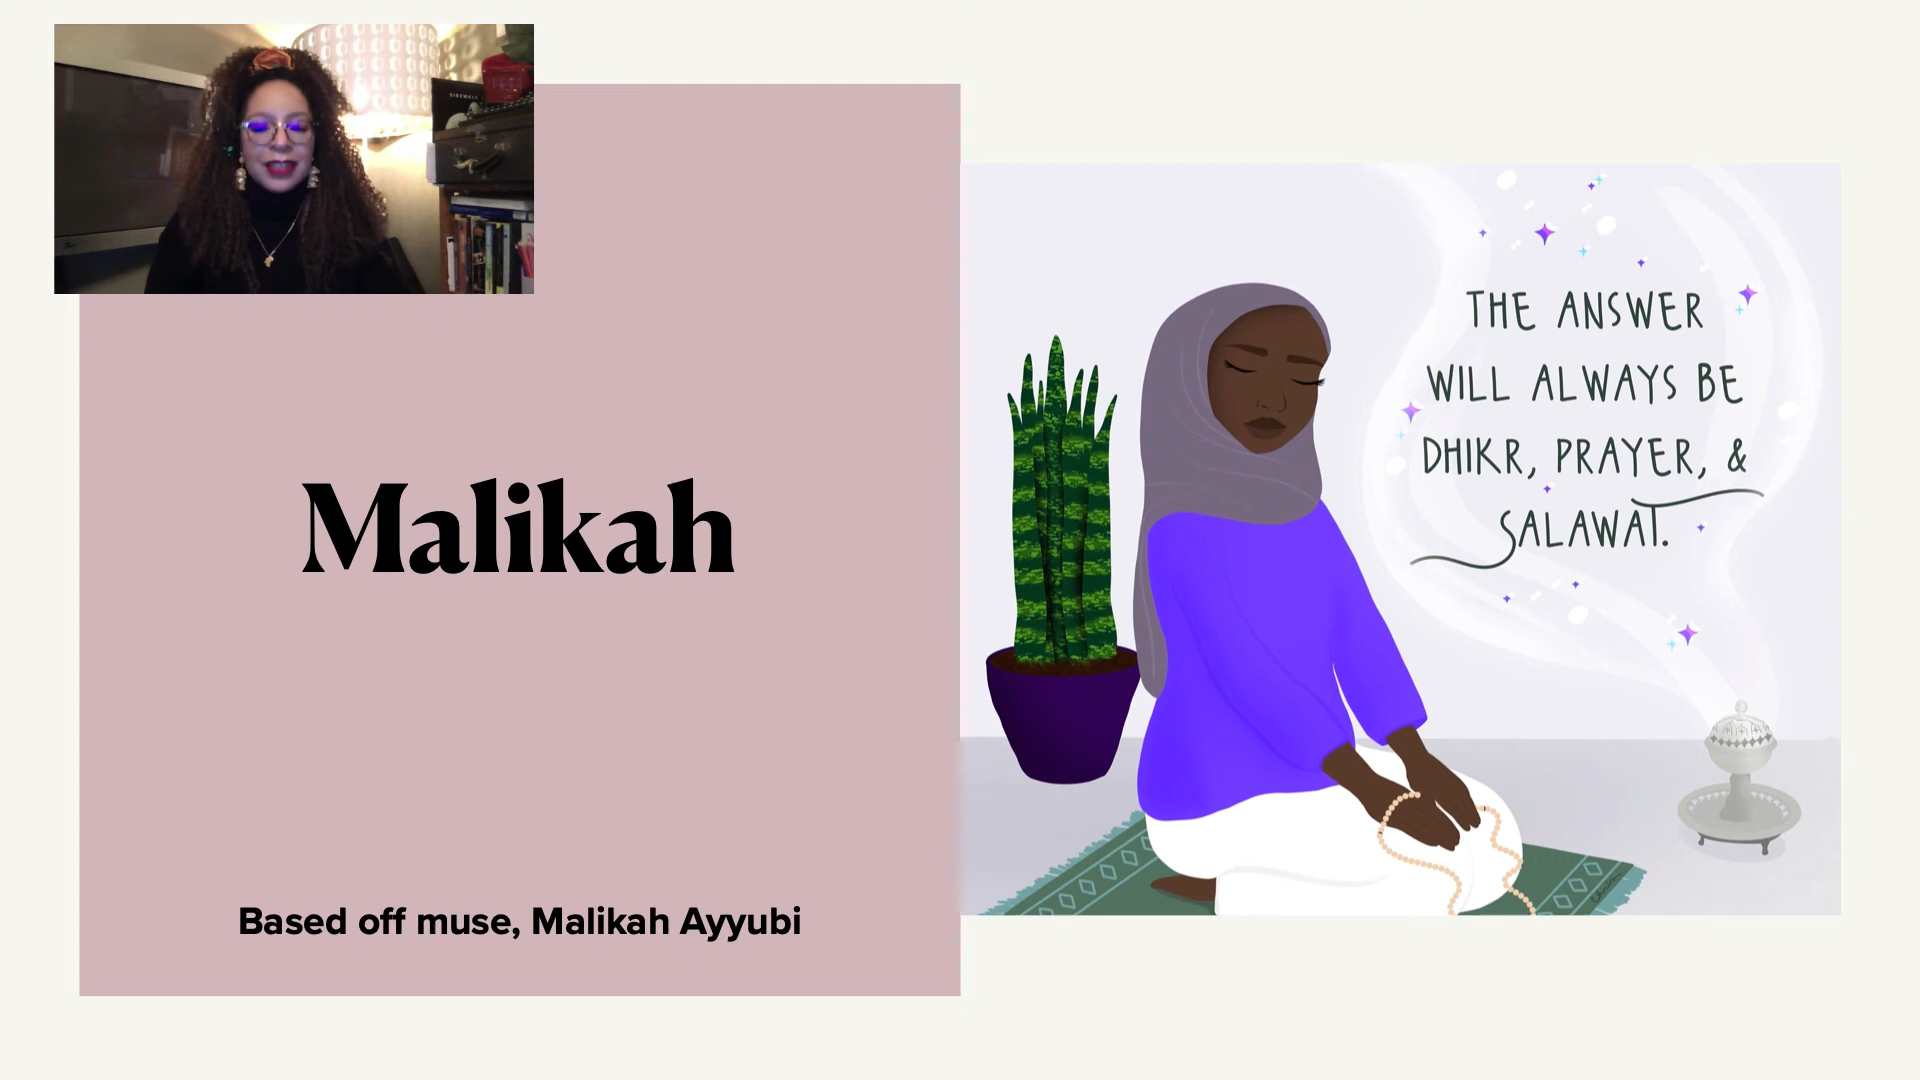 Malikah
Based off muse, Malikah Ayyubi
THE ANSWER
WILL ALWAYS BE
DHIKR, PRAYER, &
SALAWAT.